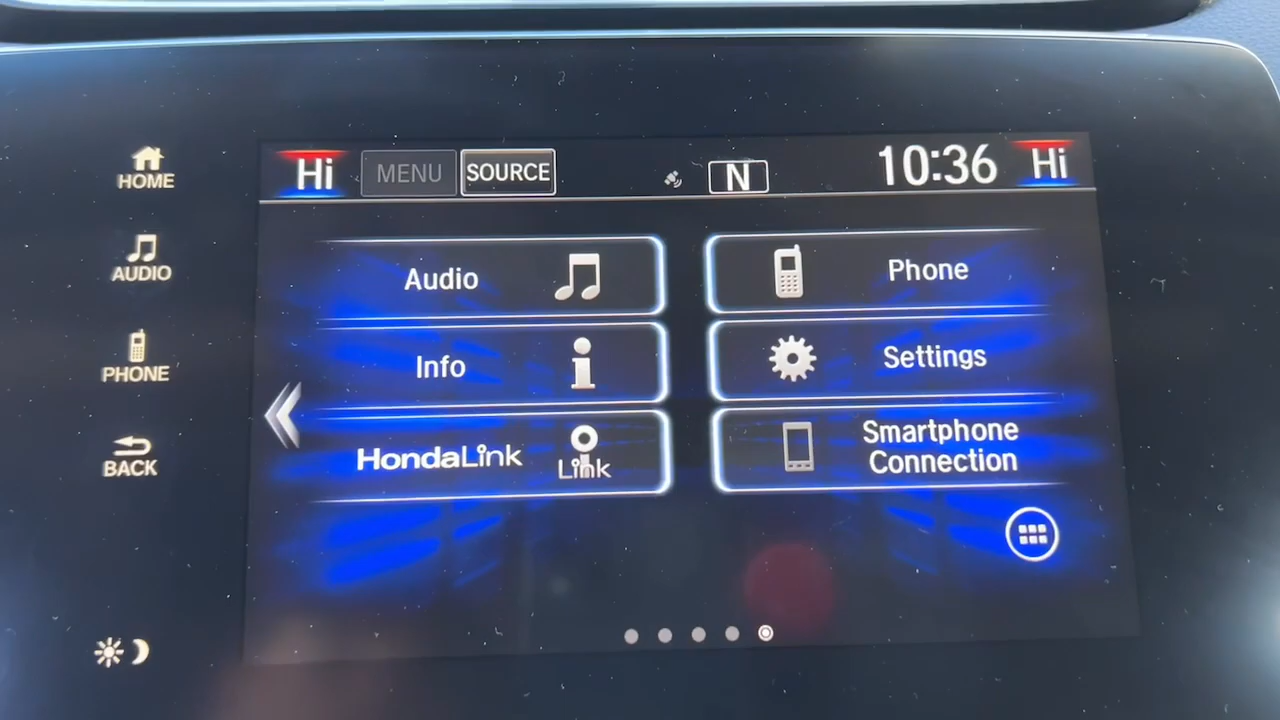 HOME
AUDIO
PHONE
BACK
Hi MENU SOURCE N 10:36 Hi
Audio
Phone
Info
Settings
HondaLink
Link
Smartphone
Connection